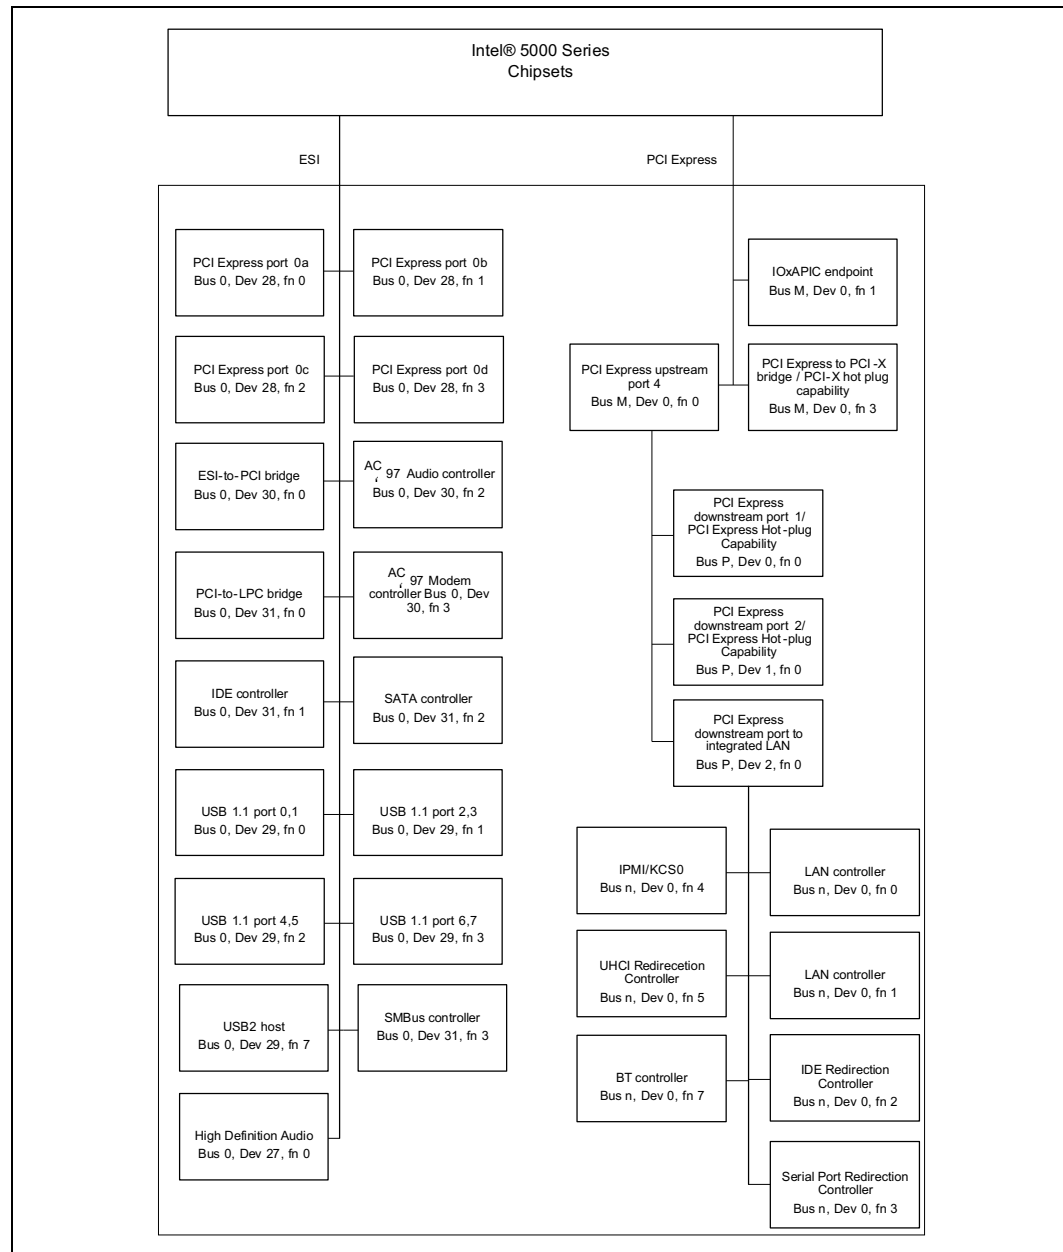 Intel® 5000 Series
Chipsets
ESI
PCI Express
PCI Express port 0a
Bus 0, Dev 28, fn 0
PCI Express port 0b
Bus 0, Dev 28, fn 1
PCI Express port 0c
Bus 0, Dev 28, fn 2
PCI Express port 0d
Bus 0, Dev 28, fn 3
ESI-to-PCI bridge
Bus 0, Dev 30, fn 0
AC ‘ 97 Audio controller
Bus 0, Dev 30, fn 2
PCI-to-LPC bridge
Bus 0, Dev 31, fn 0
AC ‘ 97 Modem
controller Bus 0, Dev
30, fn 3
IDE controller
Bus 0, Dev 31, fn 1
SATA controller
Bus 0, Dev 31, fn 2
USB 1.1 port 0,1
Bus 0, Dev 29, fn 0
USB 1.1 port 2,3
Bus 0, Dev 29, fn 1
USB 1.1 port 4,5
Bus 0, Dev 29, fn 2
USB 1.1 port 6,7
Bus 0, Dev 29, fn 3
USB2 host
Bus 0, Dev 29, fn 7
SMBus controller
Bus 0, Dev 31, fn 3
High Definition Audio
Bus 0, Dev 27, fn 0
IOxAPIC endpoint
Bus M, Dev 0, fn 1
PCI Express upstream
port 4
Bus M, Dev 0, fn 0
PCI Express to PCI-X
bridge / PCI-X hot plug
capability
Bus M, Dev 0, fn 3
PCI Express
downstream port 1/
PCI Express Hot-plug
Capability
Bus P, Dev 0, fn 0
PCI Express
downstream port 2/
PCI Express Hot-plug
Capability
Bus P, Dev 1, fn 0
PCI Express
downstream port to
integrated LAN
Bus P, Dev 2, fn 0
IPMI/KCS0
Bus n, Dev 0, fn 4
LAN controller
Bus n, Dev 0, fn 0
UHCI Redirecetion
Controller
Bus n, Dev 0, fn 5
LAN controller
Bus n, Dev 0, fn 1
BT controller
Bus n, Dev 0, fn 7
IDE Redirection
Controller
Bus n, Dev 0, fn 2
Serial Port Redirection
Controller
Bus n, Dev 0, fn 3